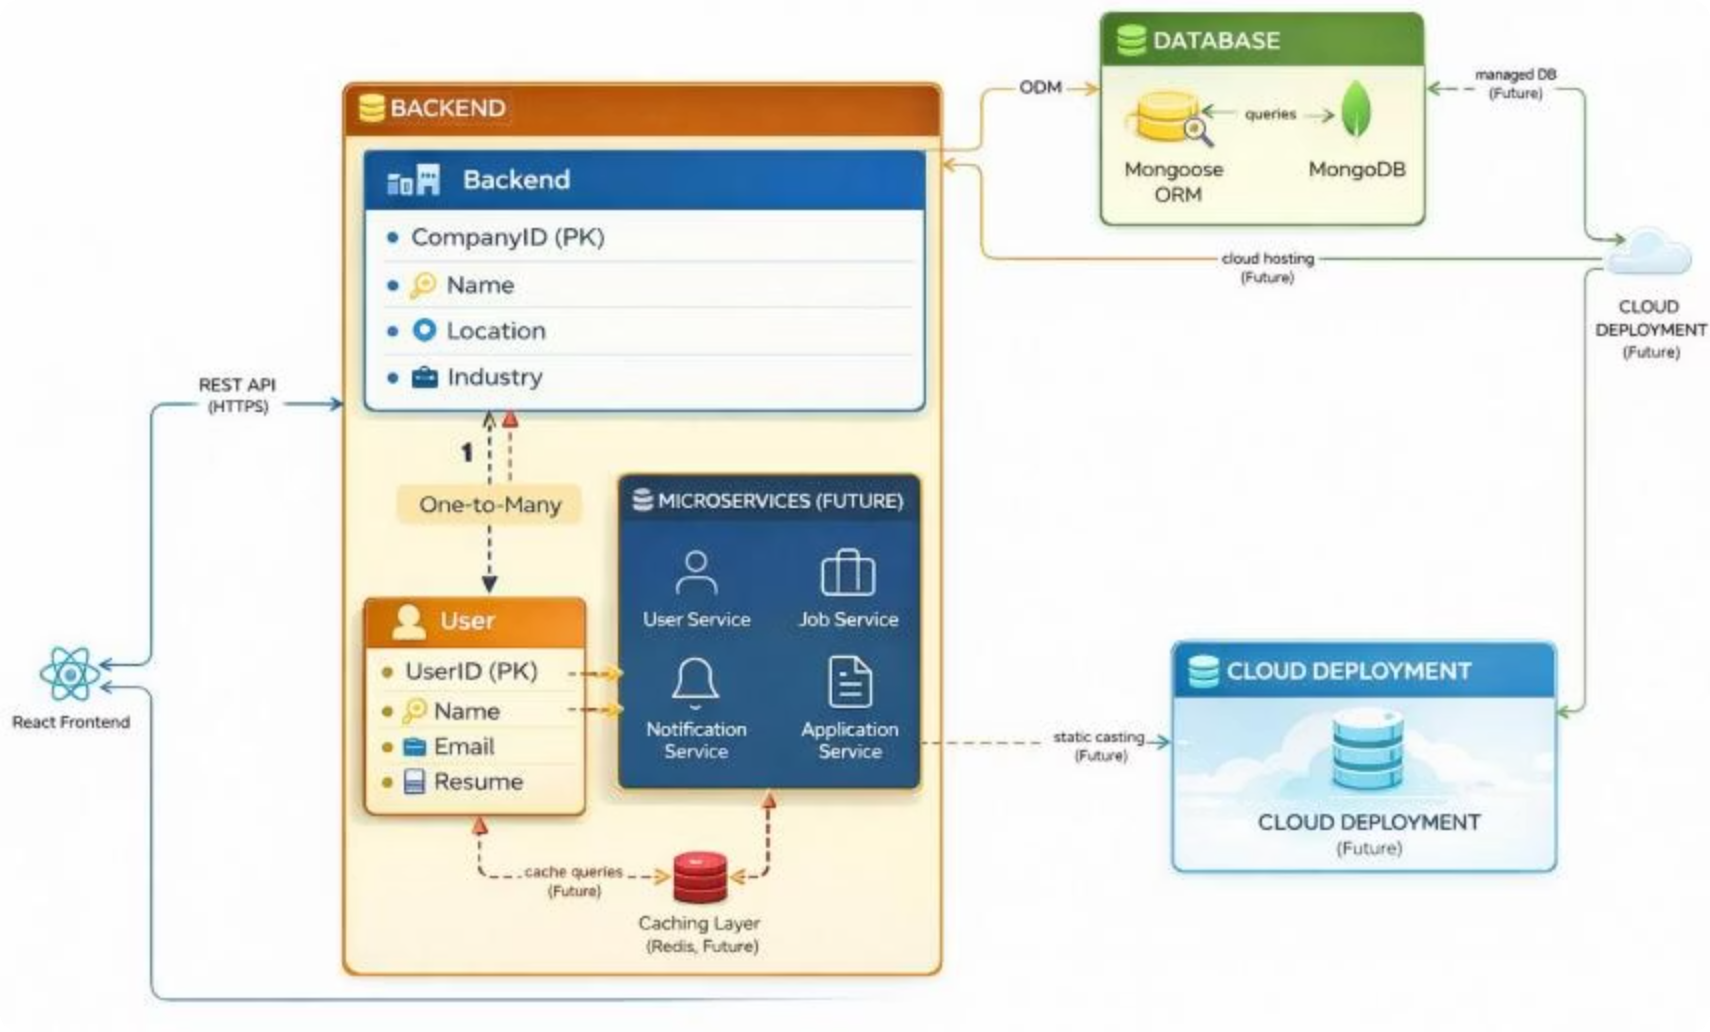 DATABASE
ODM
queries
Mongoose
ORM
MongoDB
managed DB
(Future)
BACKEND
Backend
CompanyID (PK)
Name
Location
Industry
cloud hosting
(Future)
CLOUD
DEPLOYMENT
(Future)
REST API
(HTTPS)
1
One-to-Many
MICROSERVICES (FUTURE)
User Service
Job Service
Notification
Service
Application
Service
User
UserID (PK)
Name
Email
Resume
React Frontend
static casting
(Future)
CLOUD DEPLOYMENT
CLOUD DEPLOYMENT
(Future)
cache queries
(Future)
Caching Layer
(Redis, Future)